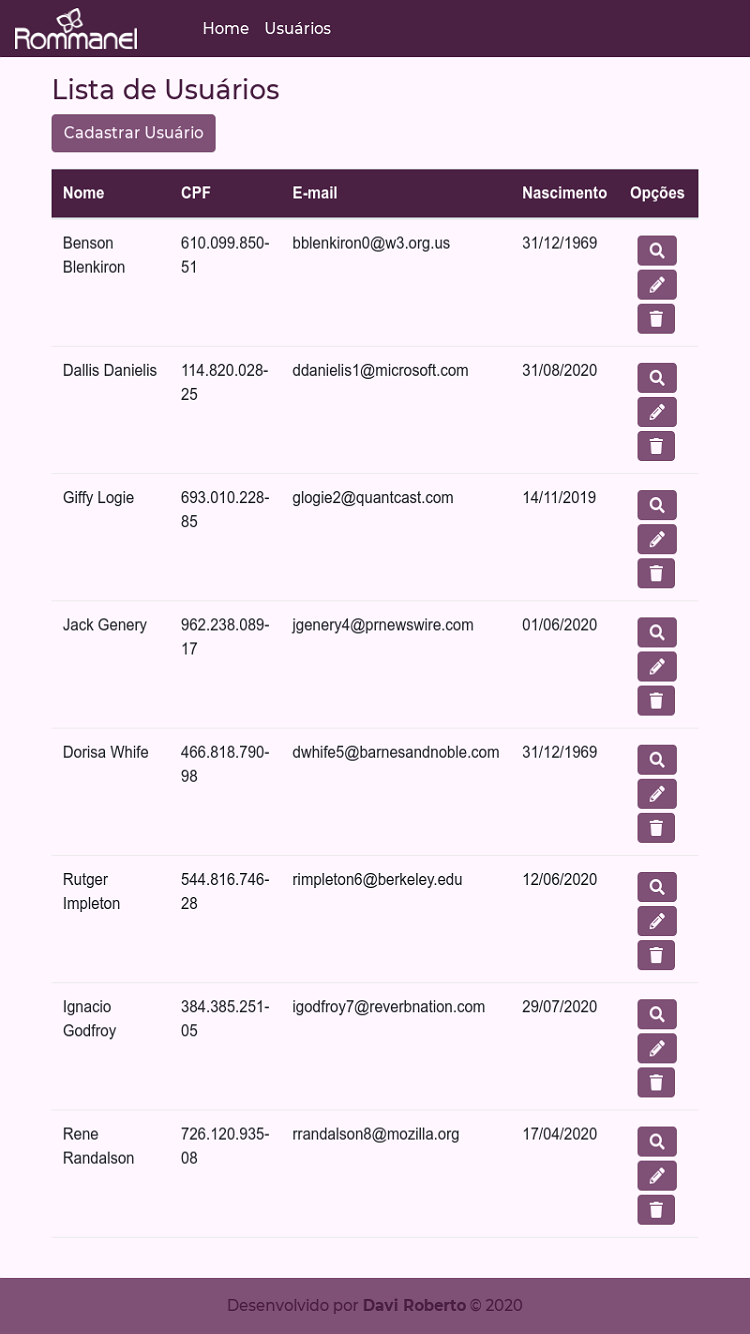 Rommanel Home Usuários
Lista de Usuários
Cadastrar Usuário
Nome CPF E-mail Nascimento Opções
Benson 610.099.850- bblenkiron0@w3.org.us 31/12/1969
Blenkiron 51
Dallis Danielis 114.820.028- ddanielis1@microsoft.com 31/08/2020
25
Giffy Logie 693.010.228- glogie2@quantcast.com 14/11/2019
85
Jack Genery 962.238.089- jgenery4@prnewswire.com 01/06/2020
17
Dorisa Whife 466.818.790- dwhife5@barnesandnoble.com 31/12/1969
98
Rutger 544.816.746- rimpleton6@berkeley.edu 12/06/2020
Impleton 28
Ignacio 384.385.251- igodfroy7@reverbnation.com 29/07/2020
Godfroy 05
Rene 726.120.935- rrandalson8@mozilla.org 17/04/2020
Randalson 08
Desenvolvido por Davi Roberto © 2020